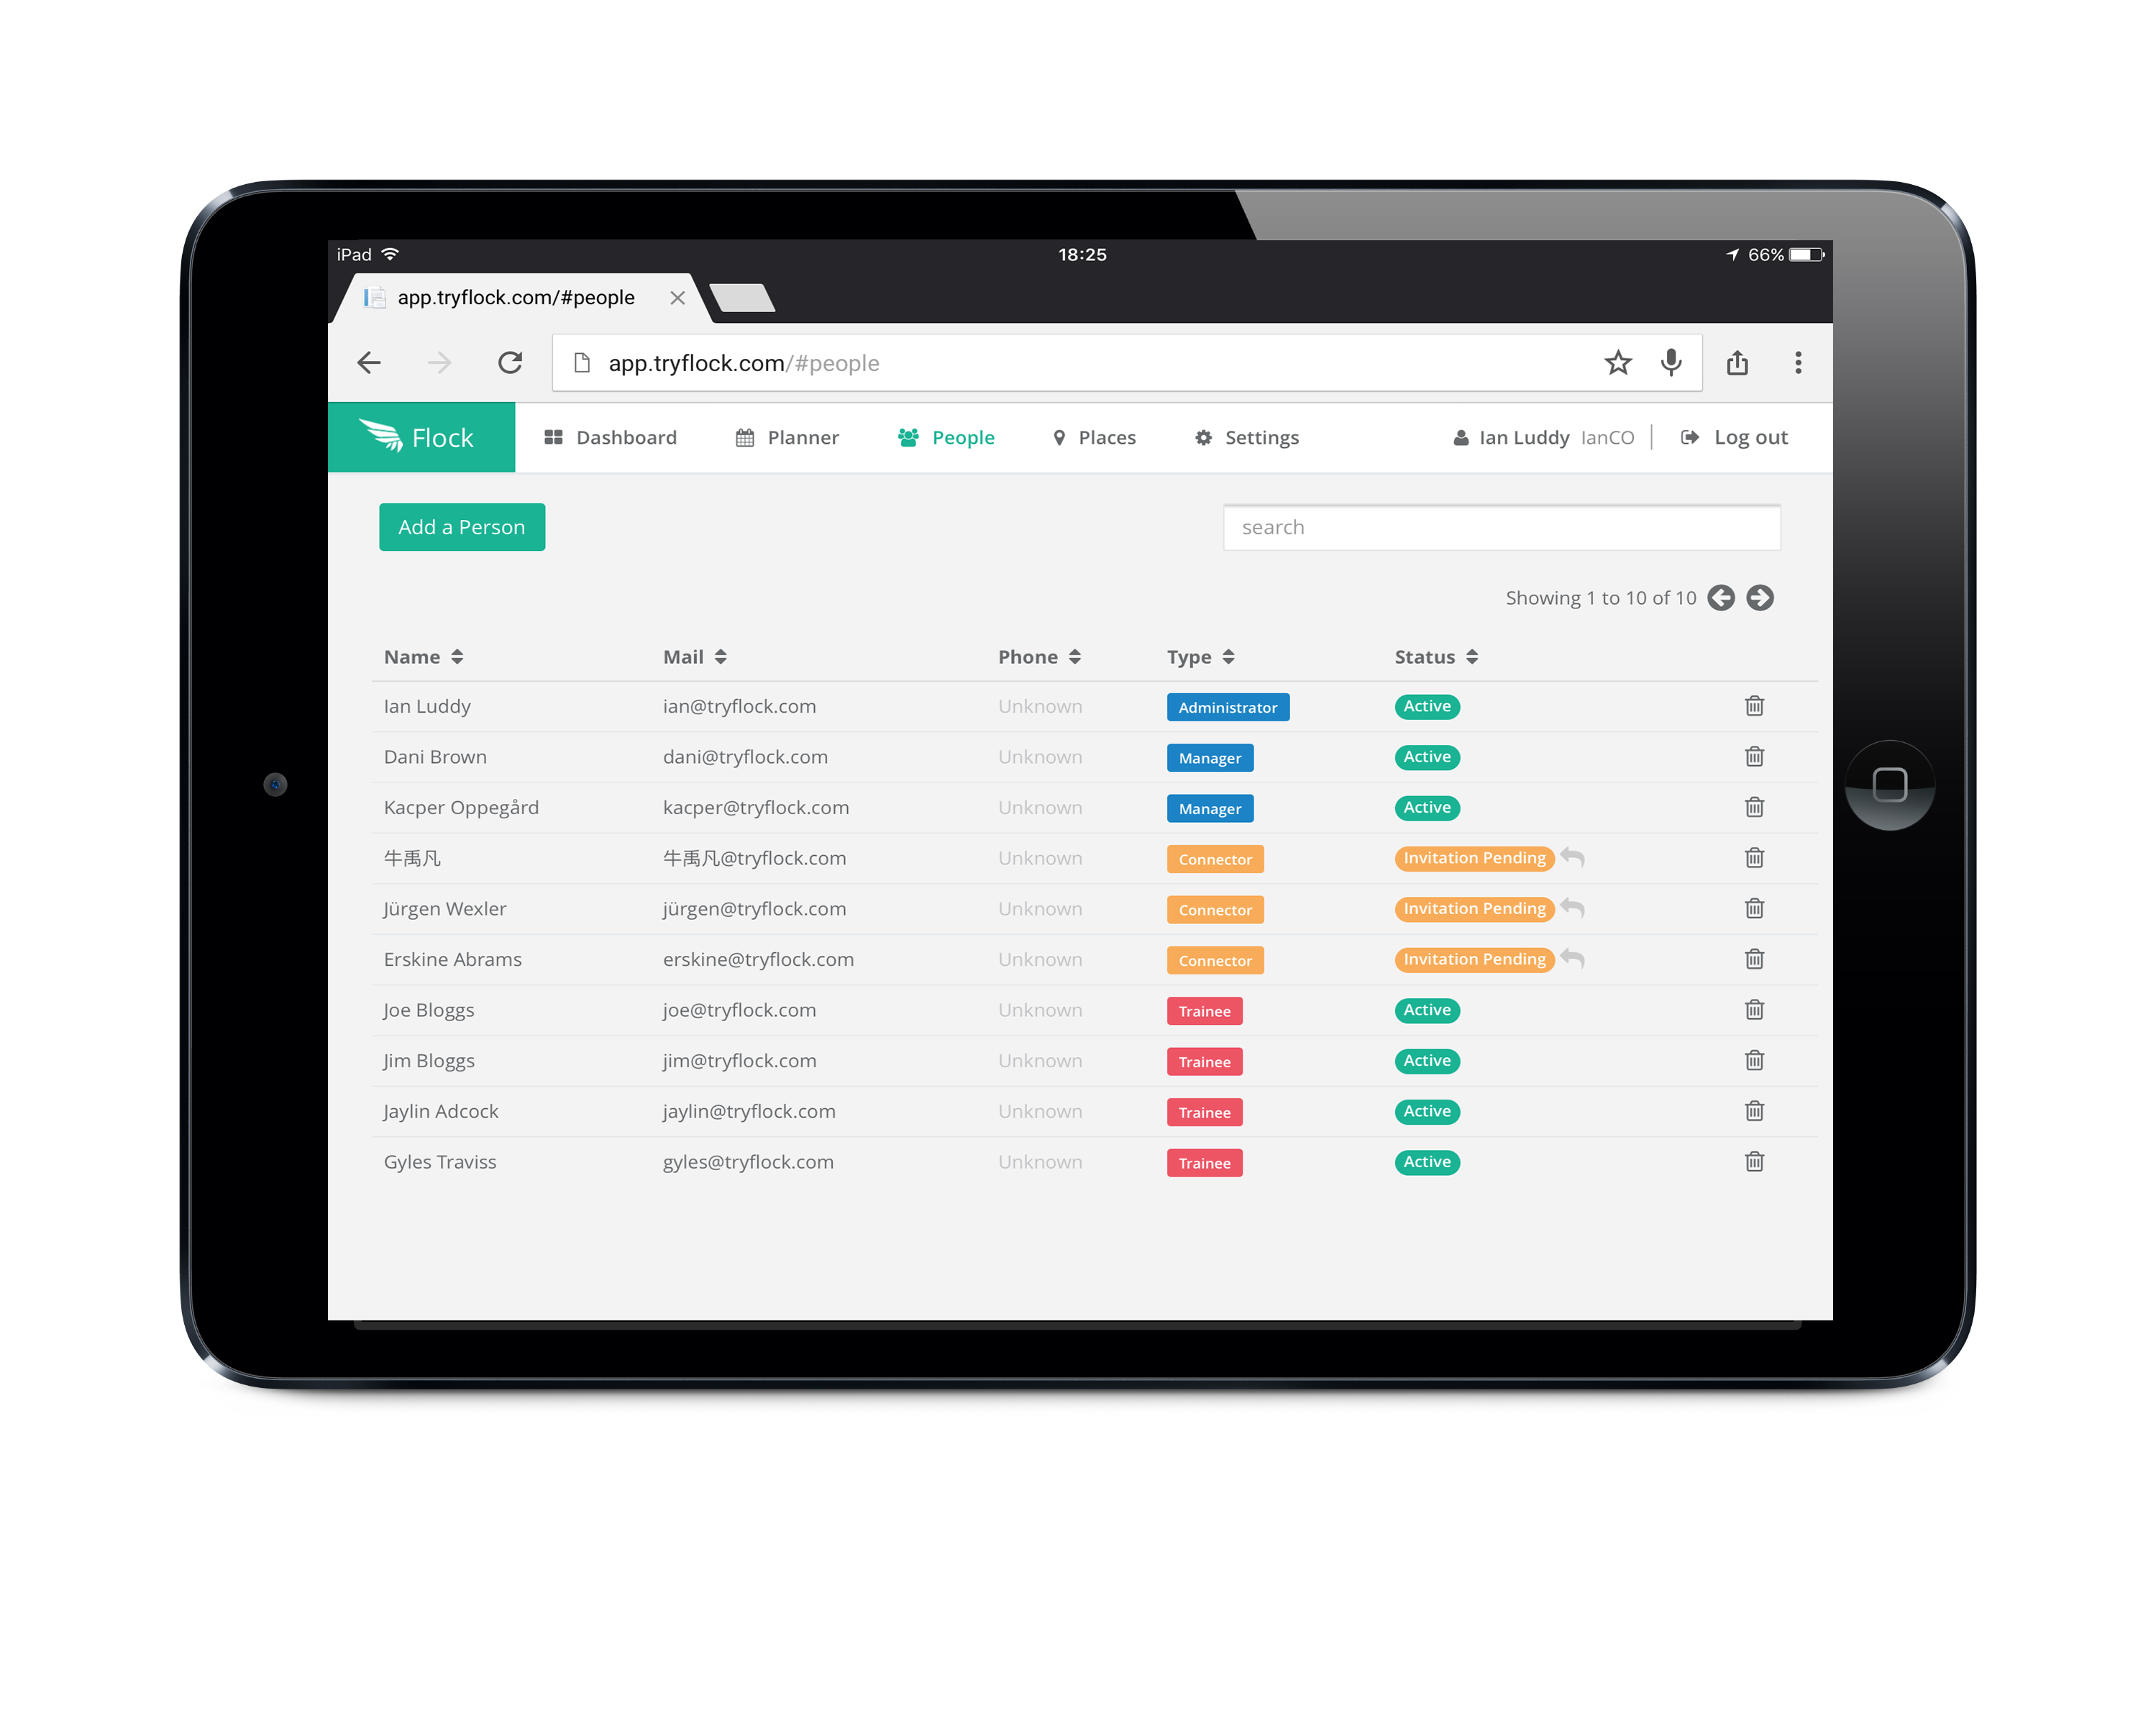 iPad 18:25 66%
app.tryflock.com/#people
app.tryflock.com/#people
Flock Dashboard Planner People Places Settings Ian Luddy IanCO Log out
Add a Person search
Showing 1 to 10 of 10
Name Mail Phone Type Status
Ian Luddy ian@tryflock.com Unknown Administrator Active
Dani Brown dani@tryflock.com Unknown Manager Active
Kacper Oppegård kacper@tryflock.com Unknown Manager Active
牛禹凡 牛禹凡@tryflock.com Unknown Connector Invitation Pending
Jürgen Wexler jürgen@tryflock.com Unknown Connector Invitation Pending
Erskine Abrams erskine@tryflock.com Unknown Connector Invitation Pending
Joe Bloggs joe@tryflock.com Unknown Trainee Active
Jim Bloggs jim@tryflock.com Unknown Trainee Active
Jaylin Adcock jaylin@tryflock.com Unknown Trainee Active
Gyles Traviss gyles@tryflock.com Unknown Trainee Active